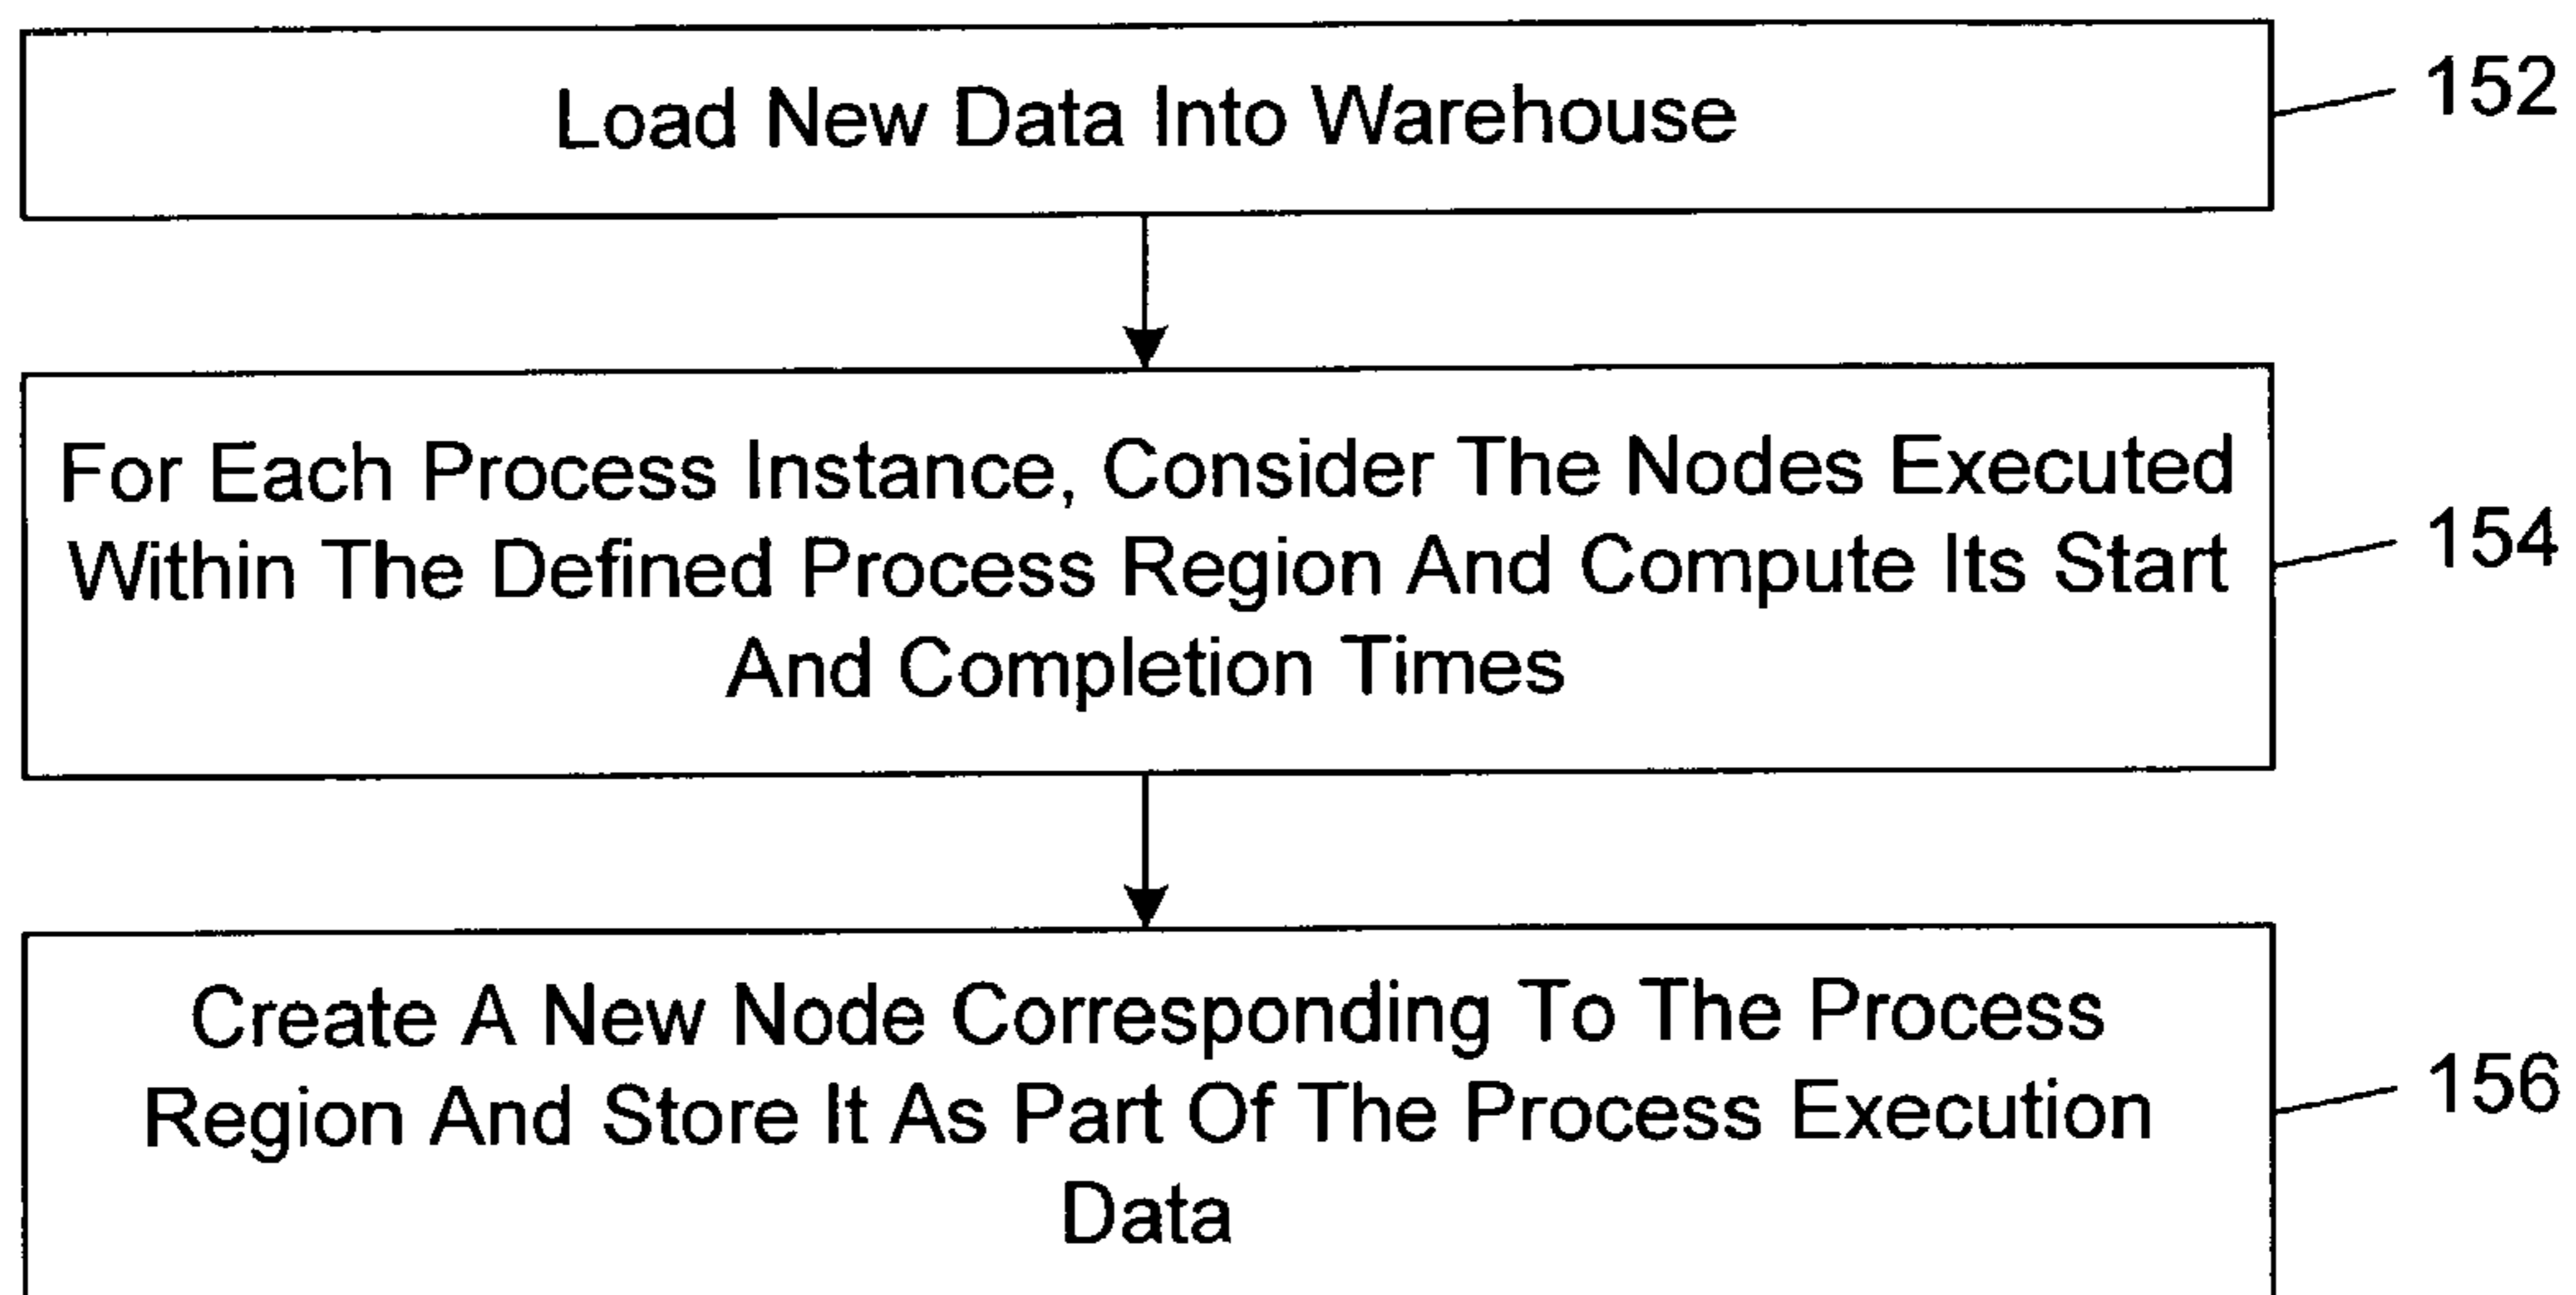 Load New Data Into Warehouse
152
For Each Process Instance, Consider The Nodes Executed
Within The Defined Process Region And Compute Its Start
And Completion Times
154
Create A New Node Corresponding To The Process
Region And Store It As Part Of The Process Execution
Data
156